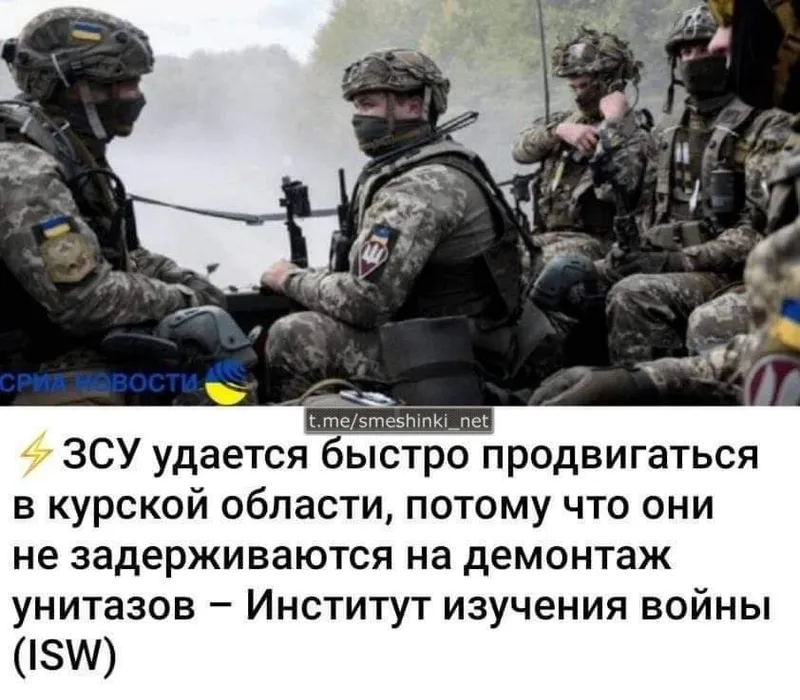 СРИА НОВОСТИ
t.me/smeshinki_net
⚡ЗСУ удается быстро продвигаться
в курской области, потому что они
не задерживаются на демонтаж
унитазов – Институт изучения войны
(ISW)